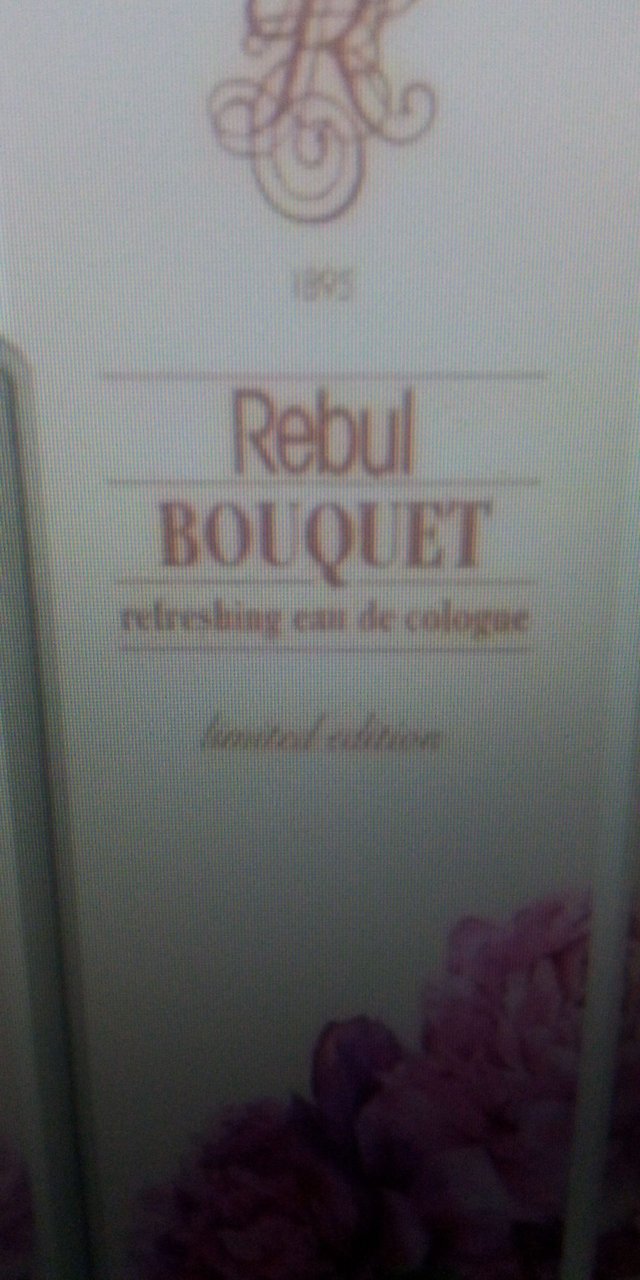 R
1895
Rebul
BOUQUET
refreshing eau de cologne
limited edition